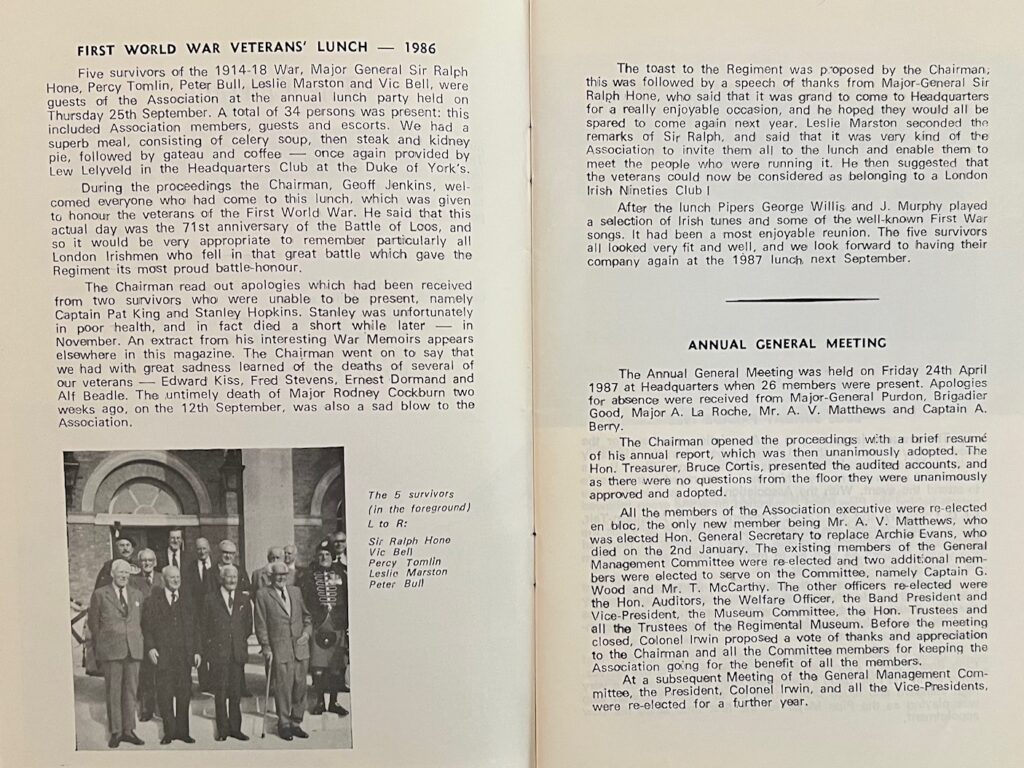 FIRST WORLD WAR VETERANS' LUNCH — 1986
Five survivors of the 1914-18 War, Major General Sir Ralph
Hone, Percy Tomlin, Peter Bull, Leslie Marston and Vic Bell, were
guests of the Association at the annual lunch party held on
Thursday 25th September. A total of 34 persons was present: this
included Association members, guests and escorts. We had a
superb meal, consisting of celery soup, then steak and kidney
pie, followed by gateau and coffee — once again provided by
Lew Lelyveld in the Headquarters Club at the Duke of York's.
During the proceedings the Chairman, Geoff Jenkins, wel-
comed everyone who had come to this lunch, which was given
to honour the veterans of the First World War. He said that this
actual day was the 71st anniversary of the Battle of Loos, and
so it would be very appropriate to remember particularly all
London Irishmen who fell in that great battle which gave the
Regiment its most proud battle-honour.
The Chairman read out apologies which had been received
from two survivors who were unable to be present, namely
Captain Pat King and Stanley Hopkins. Stanley was unfortunately
in poor health, and in fact died a short while later — in
November. An extract from his interesting War Memoirs appears
elsewhere in this magazine. The Chairman went on to say that
we had with great sadness learned of the deaths of several of
our veterans — Edward Kiss, Fred Stevens, Ernest Dormand and
Alf Beadle. The untimely death of Major Rodney Cockburn two
weeks ago, on the 12th September, was also a sad blow to the
Association.
The 5 survivors
(in the foreground)
L to R:
Sir Ralph Hone
Vic Bell
Percy Tomlin
Leslie Marston
Peter Bull
The toast to the Regiment was proposed by the Chairman;
this was followed by a speech of thanks from Major-General Sir
Ralph Hone, who said that it was grand to come to Headquarters
for a really enjoyable occasion, and he hoped they would all be
spared to come again next year. Leslie Marston seconded the
remarks of Sir Ralph, and said that it was very kind of the
Association to invite them all to the lunch and enable them to
meet the people who were running it. He then suggested that
the veterans could now be considered as belonging to a London
Irish Nineties Club !
After the lunch Pipers George Willis and J. Murphy played
a selection of Irish tunes and some of the well-known First War
songs. It had been a most enjoyable reunion. The five survivors
all looked very fit and well, and we look forward to having their
company again at the 1987 lunch next September.
ANNUAL GENERAL MEETING
The Annual General Meeting was held on Friday 24th April
1987 at Headquarters when 26 members were present. Apologies
for absence were received from Major-General Purdon, Brigadier
Good, Major A. La Roche, Mr. A. V. Matthews and Captain A.
Berry.
The Chairman opened the proceedings with a brief resumé
of his annual report, which was then unanimously adopted. The
Hon. Treasurer, Bruce Cortis, presented the audited accounts, and
as there were no questions from the floor they were unanimously
approved and adopted.
All the members of the Association executive were re-elected
en bloc, the only new member being Mr. A. V. Matthews, who
was elected Hon. General Secretary to replace Archie Evans, who
died on the 2nd January. The existing members of the General
Management Committee were re-elected and two additional mem-
bers were elected to serve on the Committee, namely Captain G.
Wood and Mr. T. McCarthy. The other officers re-elected were
the Hon. Auditors, the Welfare Officer, the Band President and
Vice-President, the Museum Committee, the Hon. Trustees and
all the Trustees of the Regimental Museum. Before the meeting
closed, Colonel Irwin proposed a vote of thanks and appreciation
to the Chairman and all the Committee members for keeping the
Association going for the benefit of all the members.
At a subsequent Meeting of the General Management Com-
mittee, the President, Colonel Irwin, and all the Vice-Presidents,
were re-elected for a further year.